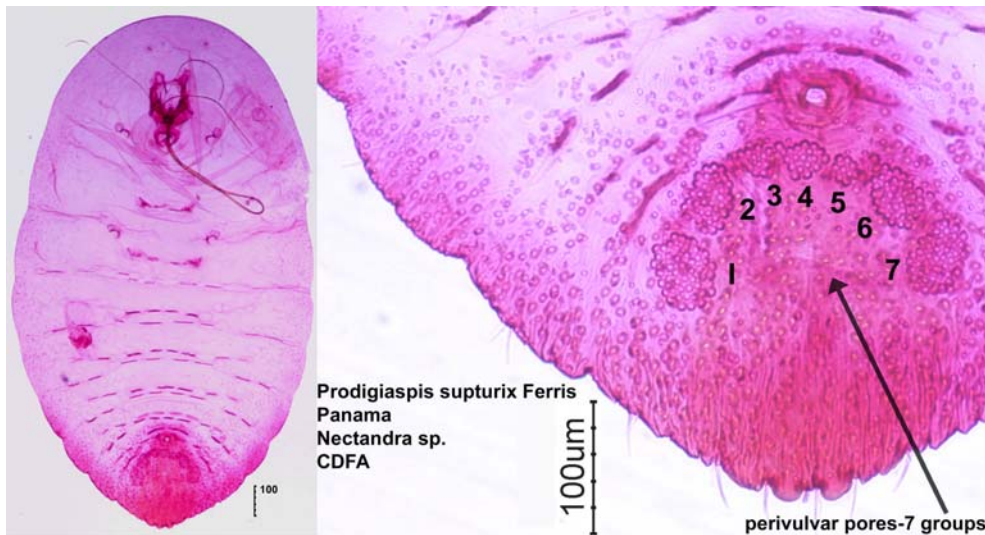 100
Prodigiaspis supturix Ferris
Panama
Nectandra sp.
CDFA
1
2
3
4
5
6
7
100um
perivulvar pores-7 groups